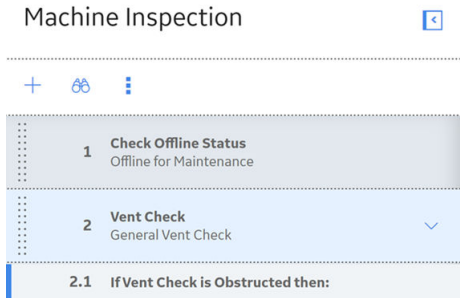 Machine Inspection
1 Check Offline Status
Offline for Maintenance
2 Vent Check
General Vent Check
2.1 If Vent Check is Obstructed then: